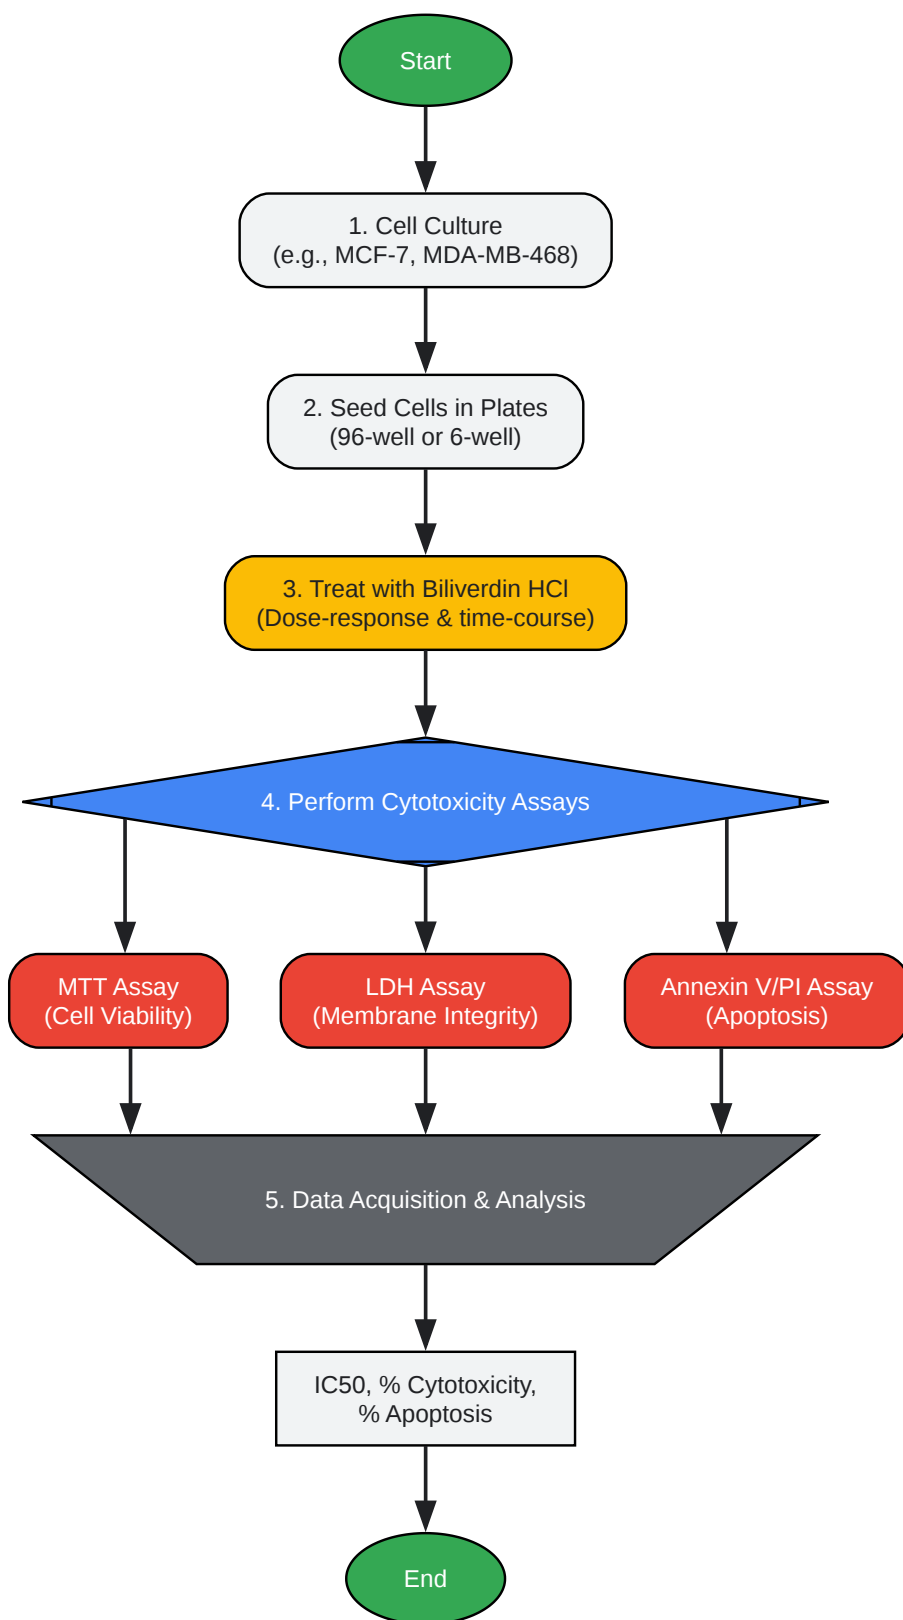 Start
1. Cell Culture
(e.g., MCF-7, MDA-MB-468)
2. Seed Cells in Plates
(96-well or 6-well)
3. Treat with Biliverdin HCl
(Dose-response & time-course)
4. Perform Cytotoxicity Assays
MTT Assay
(Cell Viability)
LDH Assay
(Membrane Integrity)
Annexin V/PI Assay
(Apoptosis)
5. Data Acquisition & Analysis
IC50, % Cytotoxicity,
% Apoptosis
End